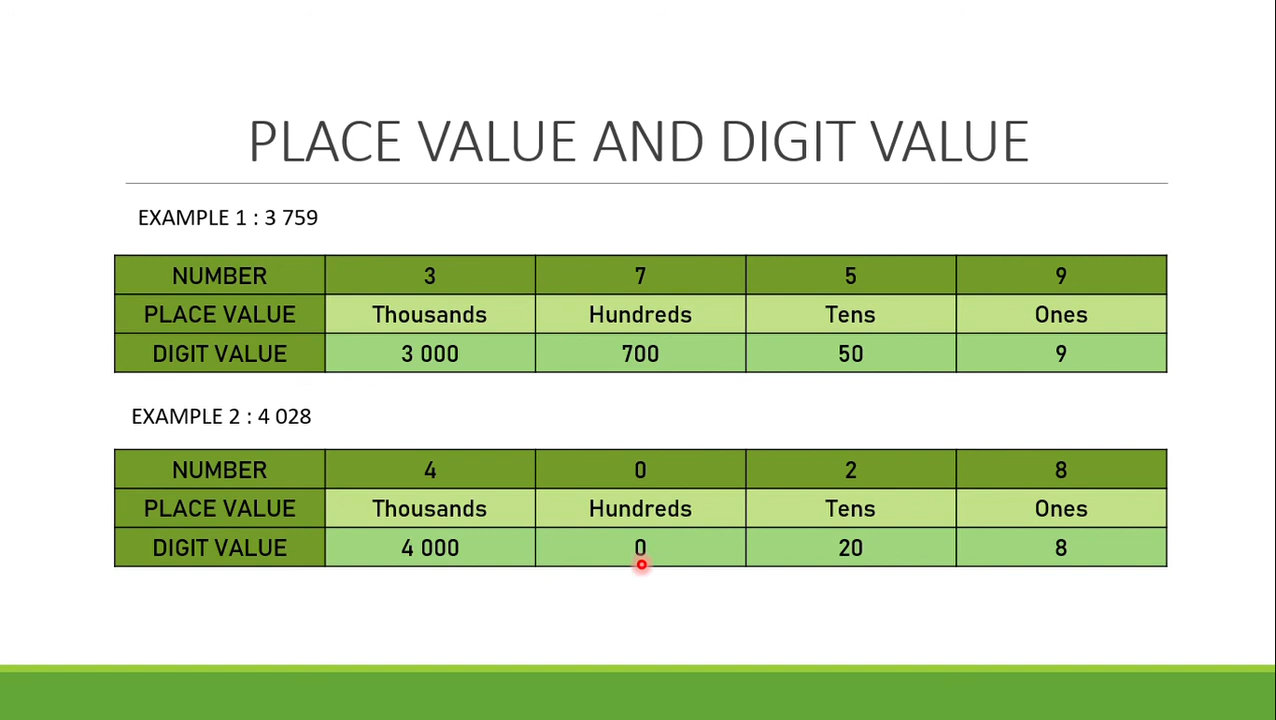 PLACE VALUE AND DIGIT VALUE
EXAMPLE 1 : 3 759
NUMBER 3 7 5 9
PLACE VALUE Thousands Hundreds Tens Ones
DIGIT VALUE 3 000 700 50 9
EXAMPLE 2 : 4 028
NUMBER 4 0 2 8
PLACE VALUE Thousands Hundreds Tens Ones
DIGIT VALUE 4 000 0 20 8